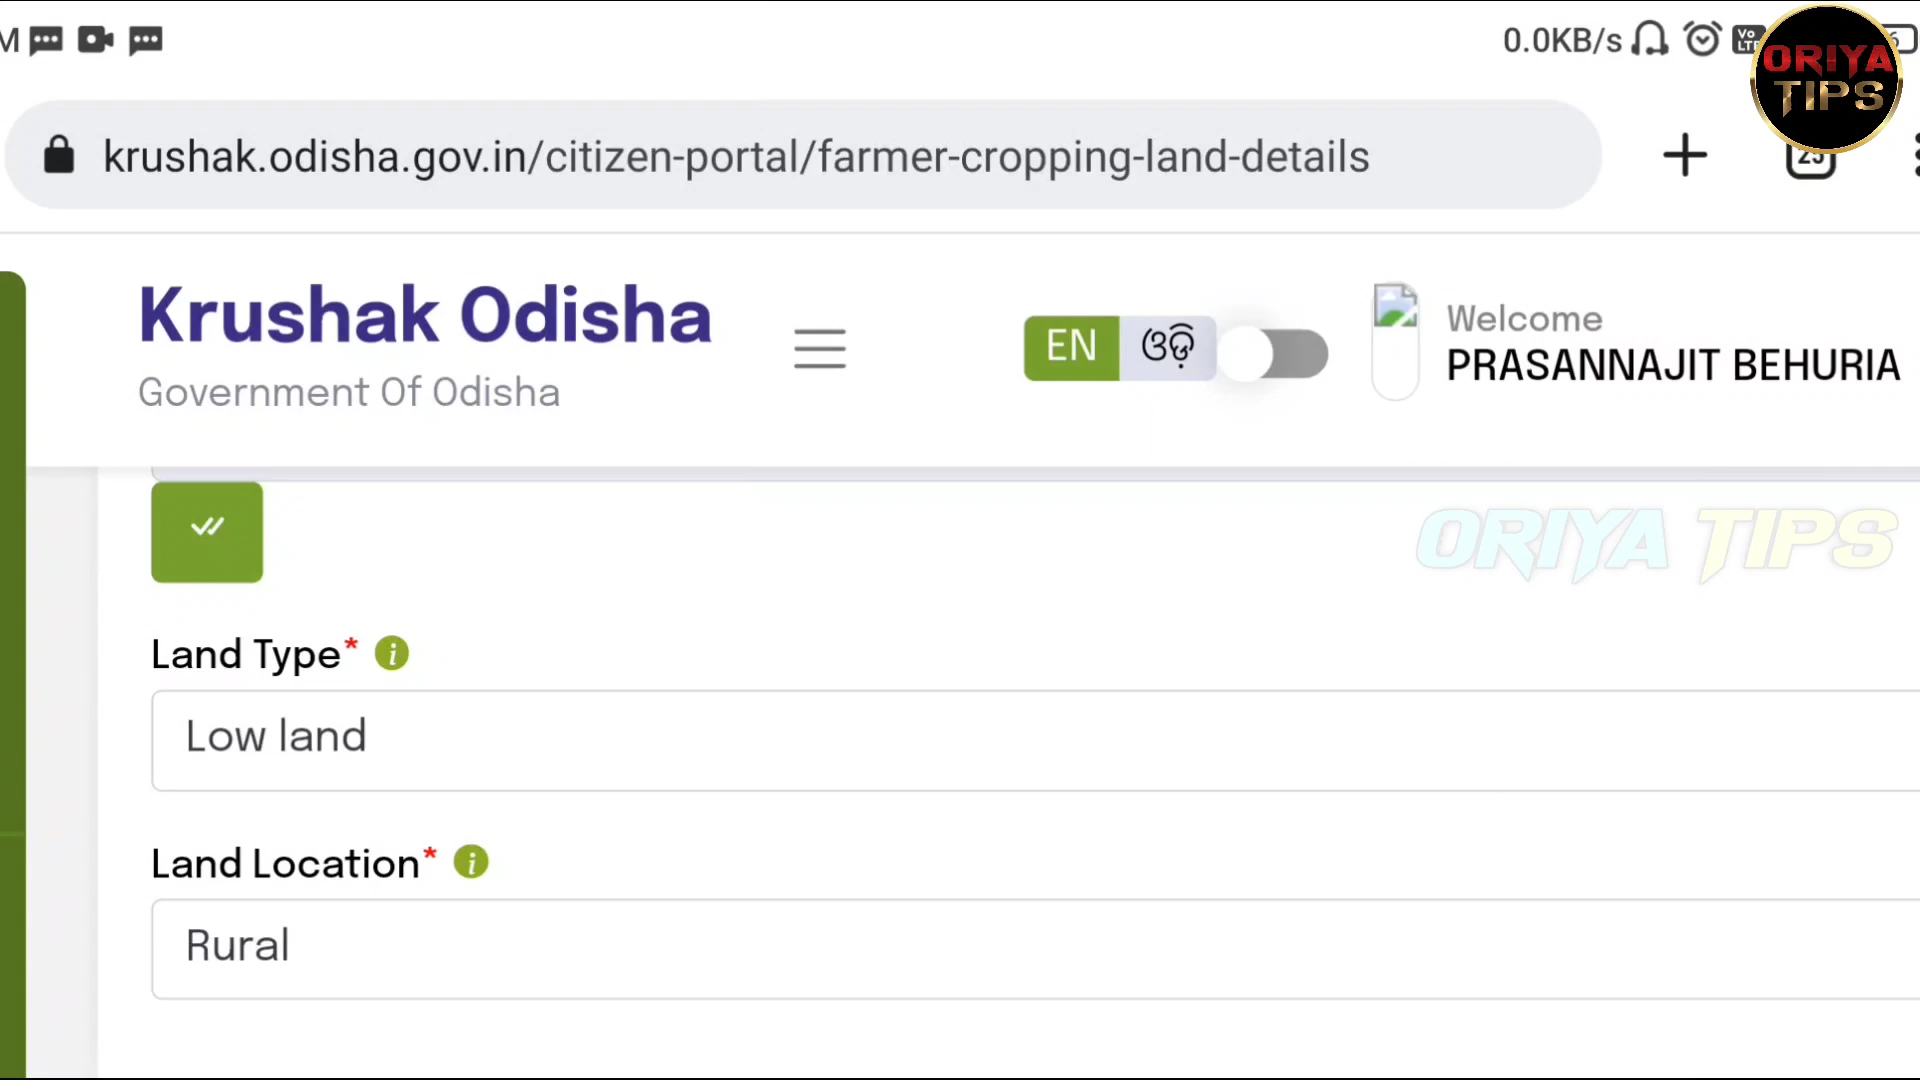 M
0.0KB/s
Vo
ORIYA
TIPS
krushak.odisha.gov.in/citizen-portal/farmer-cropping-land-details
Krushak Odisha
Government Of Odisha
EN ଓଡ଼ି
Welcome
PRASANNAJIT BEHURIA
ORIYA TIPS
Land Type* i
Low land
Land Location* i
Rural